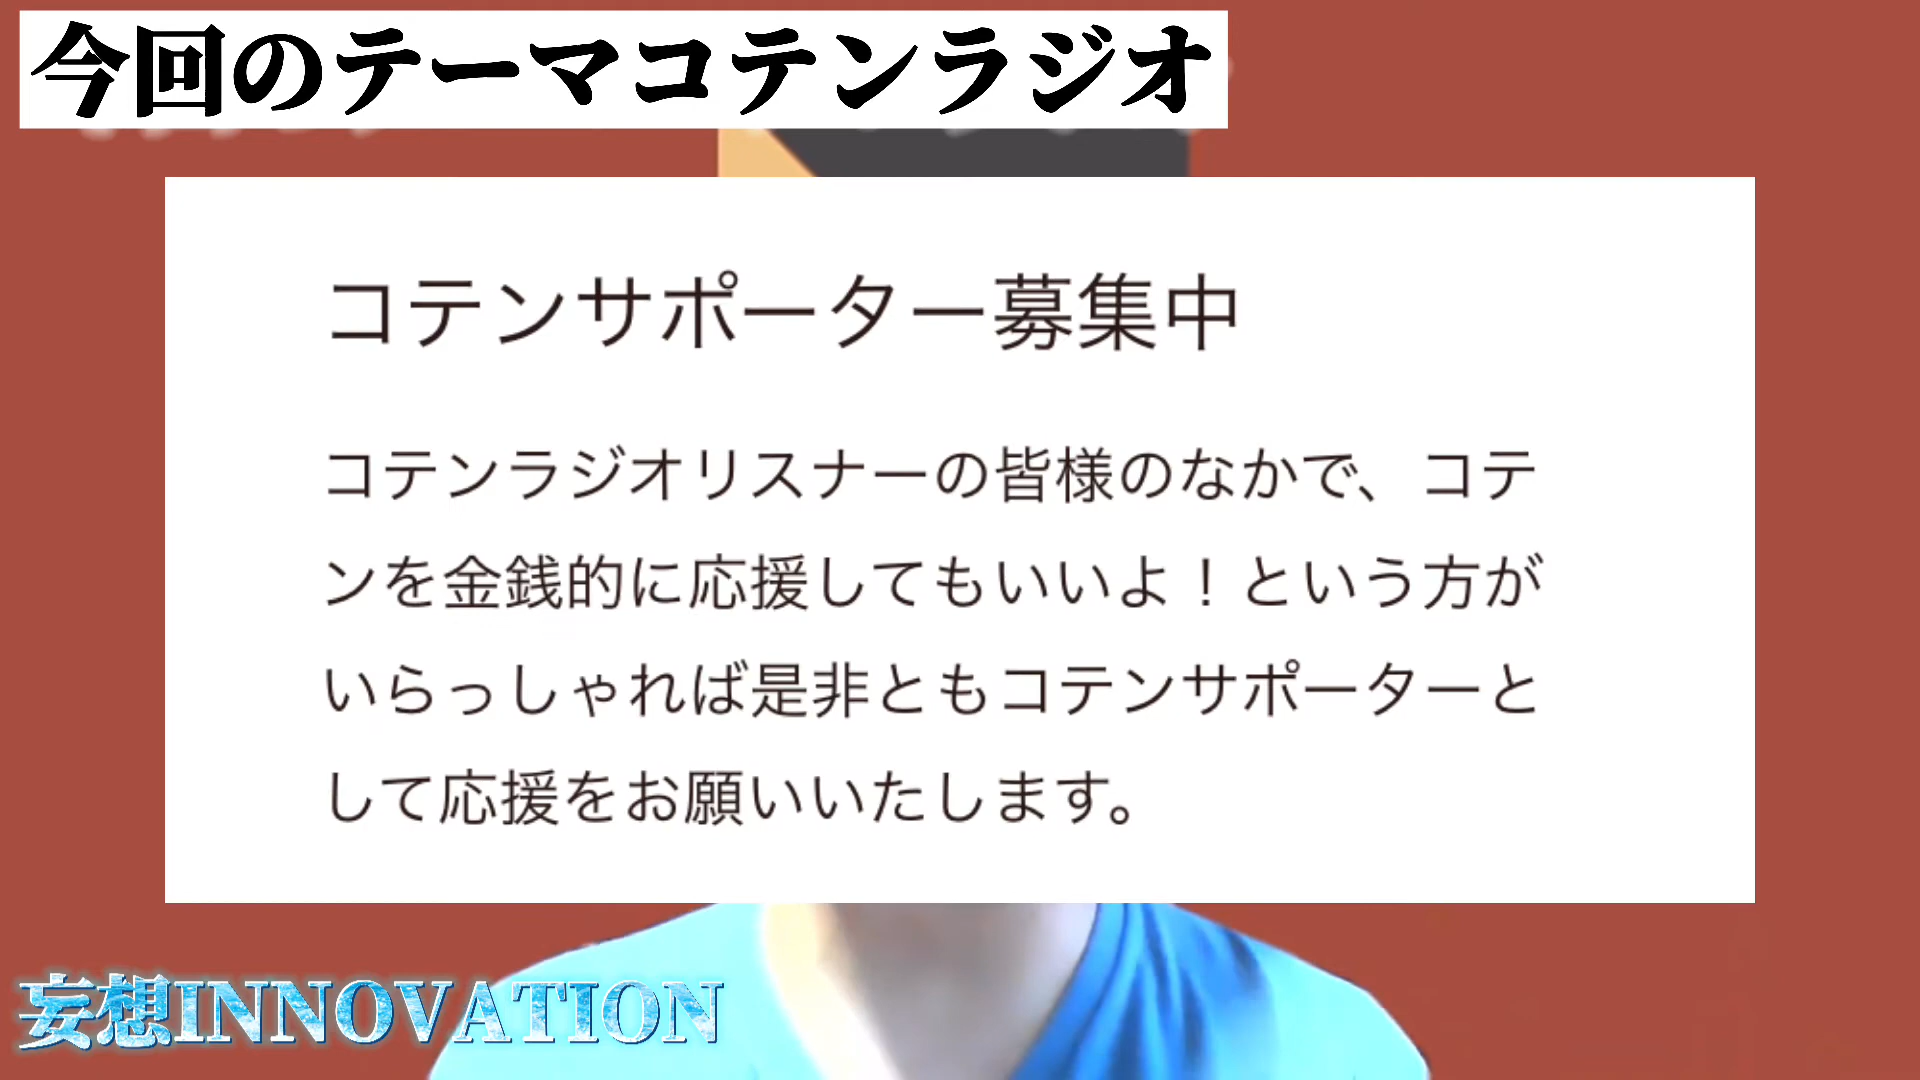 今回のテーマコテンラジオ
コテンサポーター募集中
コテンラジオリスナーの皆様のなかで、コテ
ンを金銭的に応援してもいいよ！という方が
いらっしゃれば是非ともコテンサポーターと
して応援をお願いいたします。
妄想INNOVATION